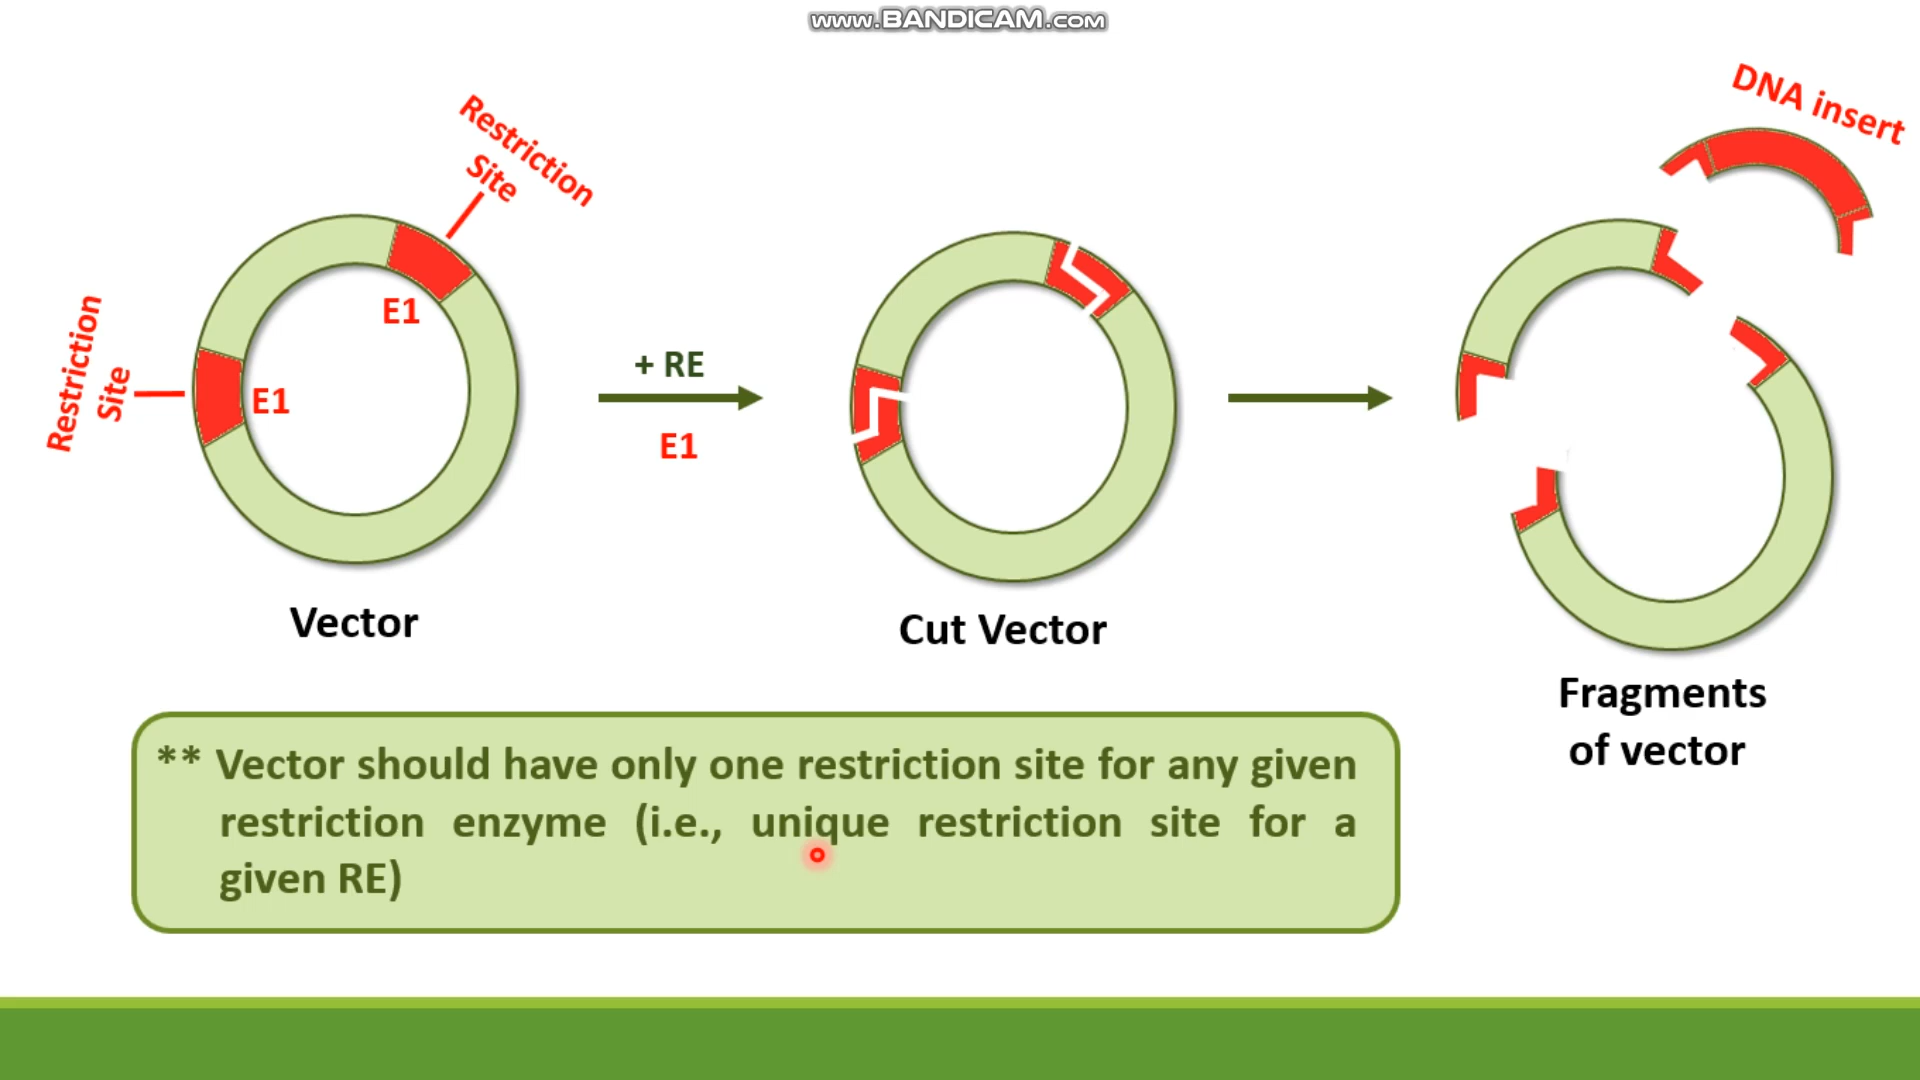 www.BANDICAM.com
Restriction
Site
E1
Restriction
Site
E1
Vector
+ RE
E1
Cut Vector
DNA insert
Fragments
of vector
** Vector should have only one restriction site for any given
restriction enzyme (i.e., unique restriction site for a
given RE)